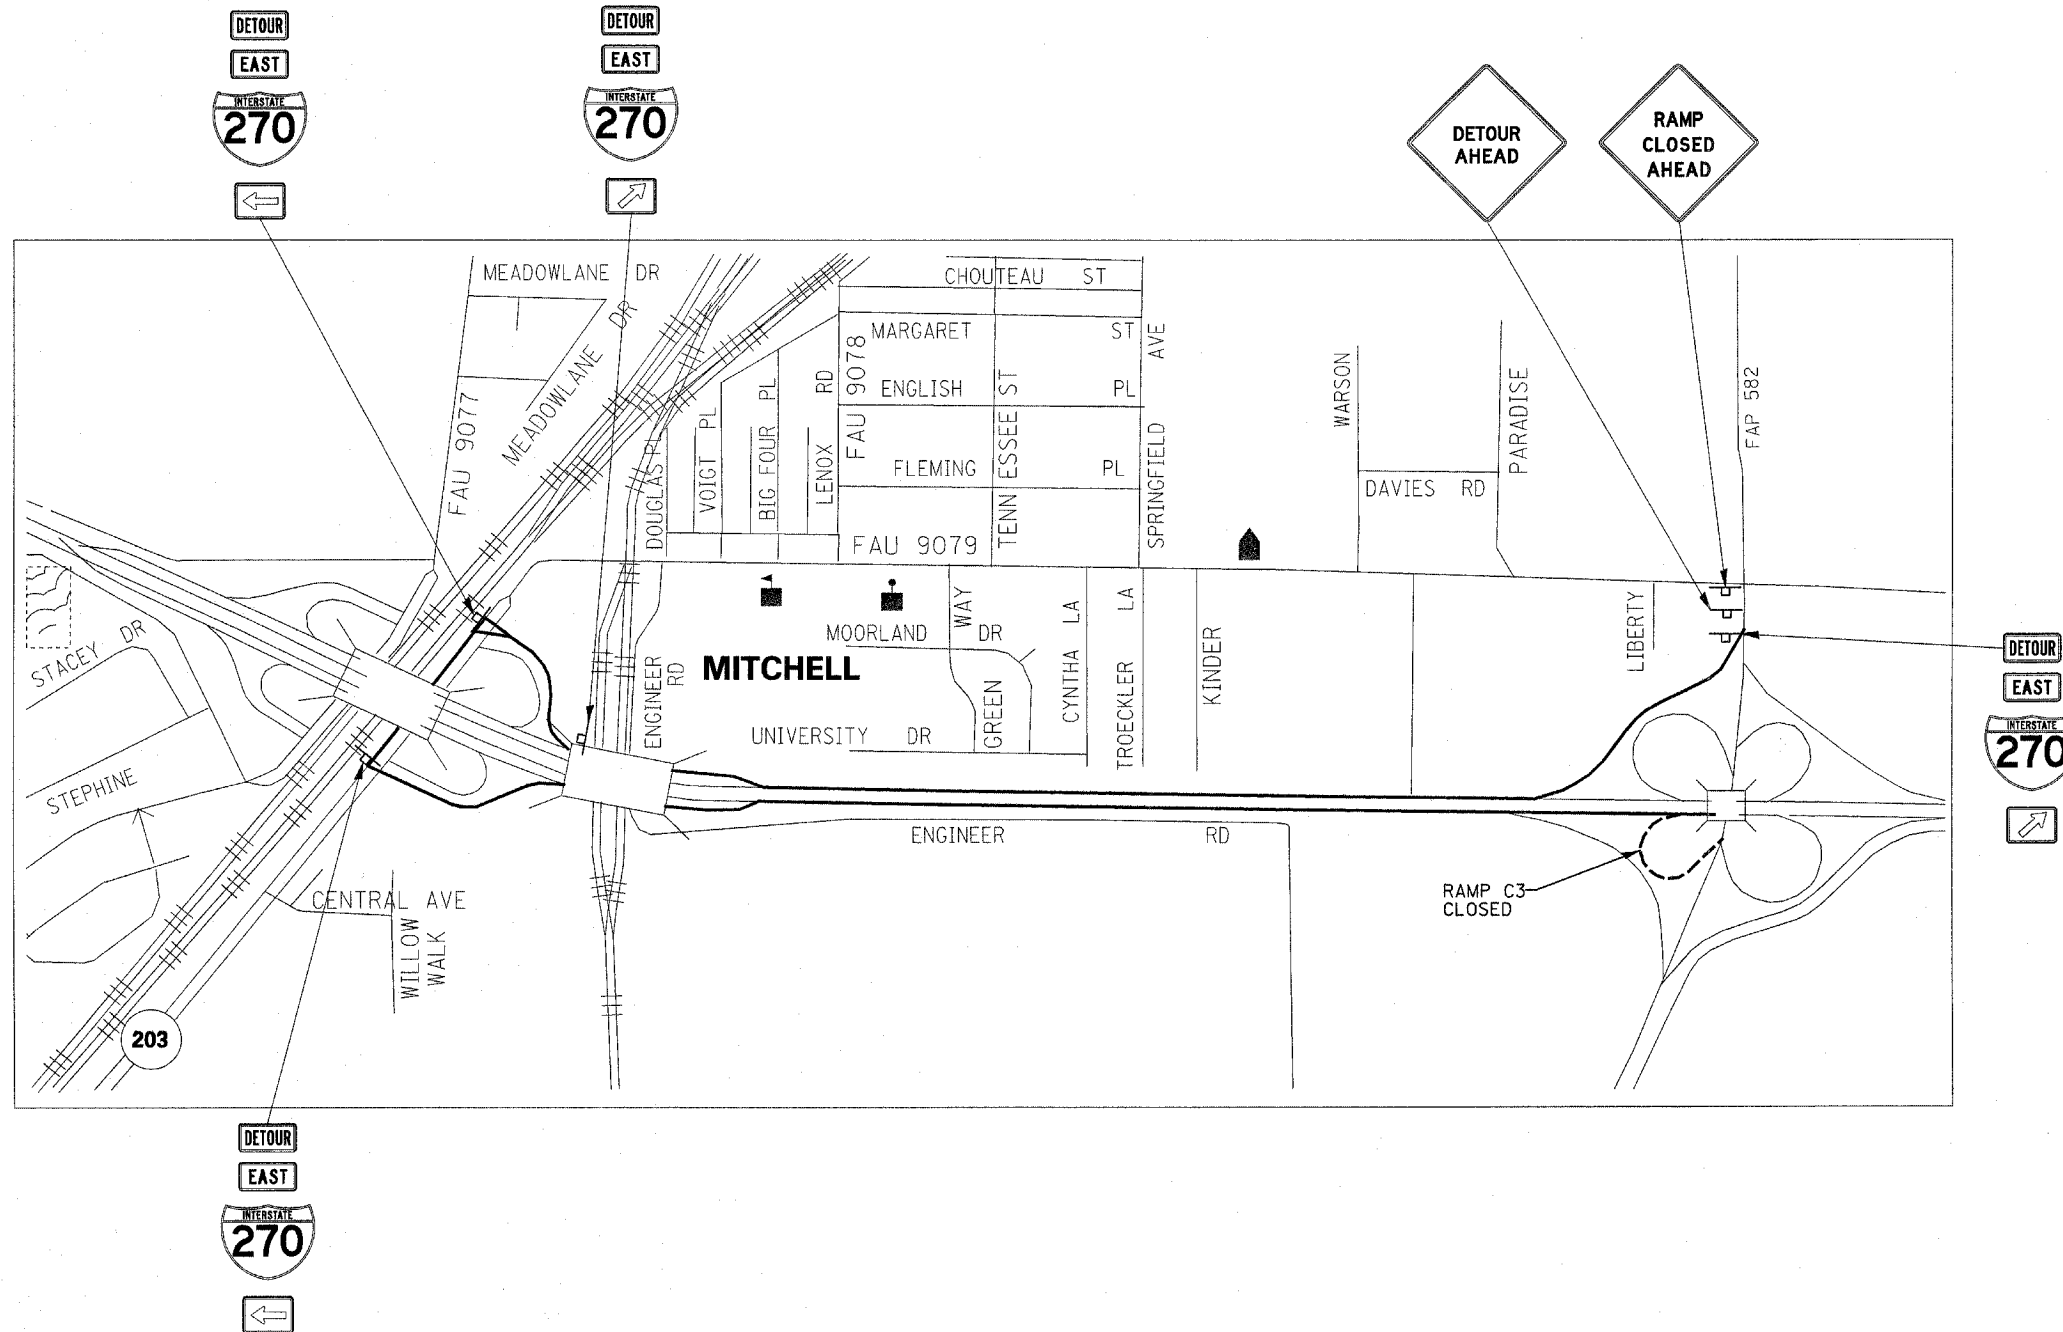 DETOUR
EAST
INTERSTATE
270
DETOUR
EAST
INTERSTATE
270
DETOUR
AHEAD
RAMP
CLOSED
AHEAD
MEADOWLANE DR
MEADOWLANE DR
FAU 9077
CHOUTEAU ST
MARGARET ST
ENGLISH PL
FLEMING PL
FAU 9078
FAU 9079
DOUGLAS PL
VOIGT PL
BIG FOUR PL
LENOX RD
TENN ESSEE ST
SPRINGFIELD AVE
WARSON
PARADISE
DAVIES RD
FAP 582
STACEY DR
STEPHINE
ENGINEER
RD
MITCHELL
MOORLAND DR
UNIVERSITY DR
GREEN WAY
CYNTHA LA
TROECKLER LA
KINDER
LIBERTY
DETOUR
EAST
INTERSTATE
270
ENGINEER RD
RAMP C3
CLOSED
CENTRAL AVE
WILLOW
WALK
203
DETOUR
EAST
INTERSTATE
270